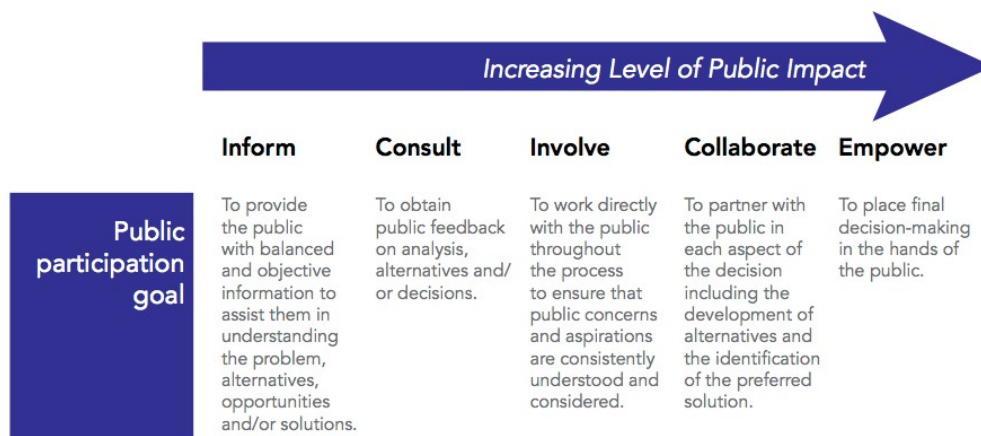 Increasing Level of Public Impact
Inform
Consult
Involve
Collaborate
Empower
Public
participation
goal
To provide
the public
with balanced
and objective
information to
assist them in
understanding
the problem,
alternatives,
opportunities
and/or solutions.
To obtain
public feedback
on analysis,
alternatives and/
or decisions.
To work directly
with the public
throughout
the process
to ensure that
public concerns
and aspirations
are consistently
understood and
considered.
To partner with
the public in
each aspect of
the decision
including the
development of
alternatives and
the identification
of the preferred
solution.
To place final
decision-making
in the hands of
the public.